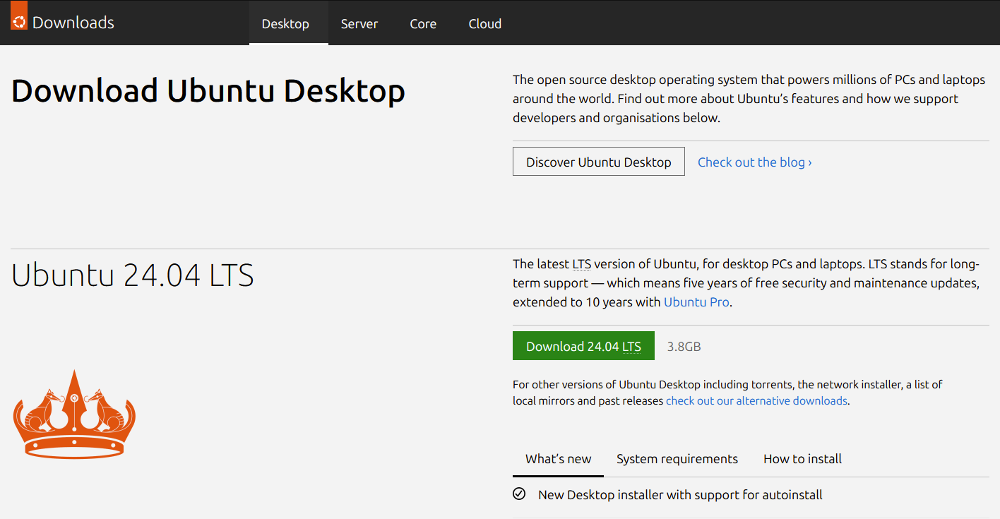 Downloads
Desktop
Server
Core
Cloud
Download Ubuntu Desktop
The open source desktop operating system that powers millions of PCs and laptops
around the world. Find out more about Ubuntu’s features and how we support
developers and organisations below.
Discover Ubuntu Desktop
Check out the blog ›
Ubuntu 24.04 LTS
The latest LTS version of Ubuntu, for desktop PCs and laptops. LTS stands for long-
term support — which means five years of free security and maintenance updates,
extended to 10 years with Ubuntu Pro.
Download 24.04 LTS
3.8GB
For other versions of Ubuntu Desktop including torrents, the network installer, a list of
local mirrors and past releases check out our alternative downloads.
What’s new
System requirements
How to install
New Desktop installer with support for autoinstall